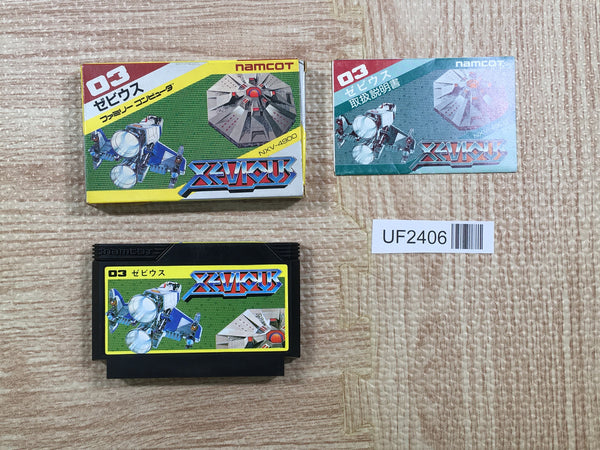 03
namcot
ゼビウス
ファミリーコンピュータ
NXV-4900
XEVIOUS
03
namcot
ゼビウス
取扱説明書
XEVIOUS
UF2406
namcot
03 ゼビウス
XEVIOUS